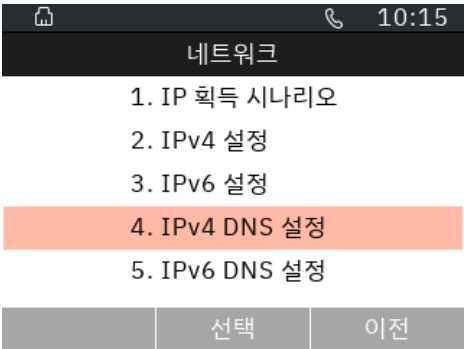 10:15
네트워크
1. IP 획득 시나리오
2. IPv4 설정
3. IPv6 설정
4. IPv4 DNS 설정
5. IPv6 DNS 설정
선택 이전